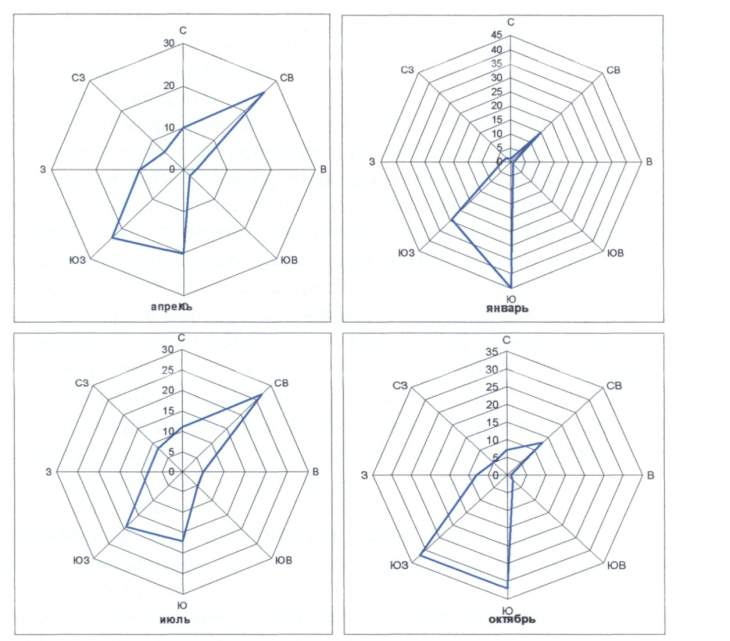 С
30
СЗ
СВ
20
10
З
0
В
ЮЗ
ЮВ
Ю
апрель
С
45
40
СЗ
35
СВ
30
25
20
15
10
5
З
0
В
ЮЗ
ЮВ
Ю
январь
С
30
25
СЗ
СВ
20
15
10
5
З
0
В
ЮЗ
ЮВ
Ю
июль
С
35
30
СЗ
СВ
25
20
15
10
5
З
0
В
ЮЗ
ЮВ
Ю
октябрь